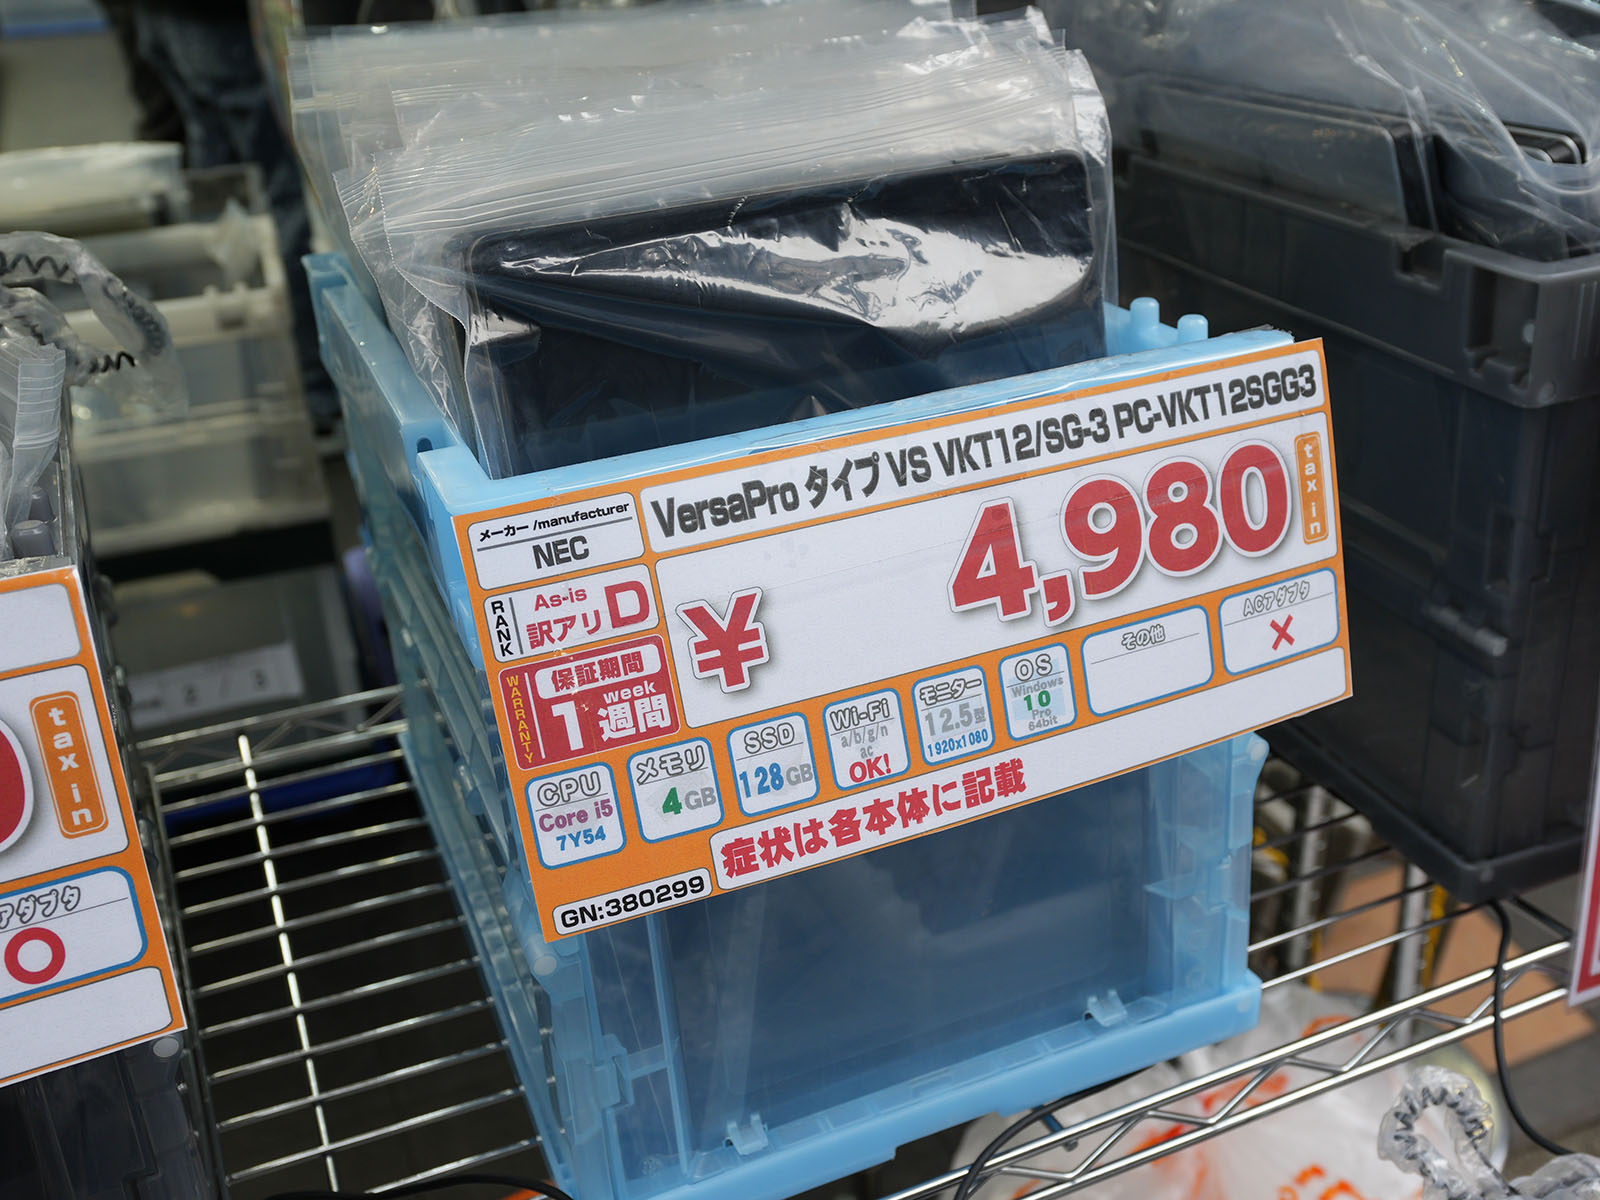 メーカー/manufacturer
NEC
VersaPro タイプ VS VKT12/SG-3 PC-VKT12SGG3
RANK
As-is
訳アリ D
WARRANTY
保証期間
1 week
週間
¥ 4,980
tax in
CPU
Core i5
7Y54
メモリ
4GB
SSD
128GB
Wi-Fi
a/b/g/n
ac
OK!
モニター
12.5型
1920x1080
OS
Windows
10
Pro
64bit
その他
ACアダプタ
×
GN:380299
症状は各本体に記載
tax in
アダプタ
○